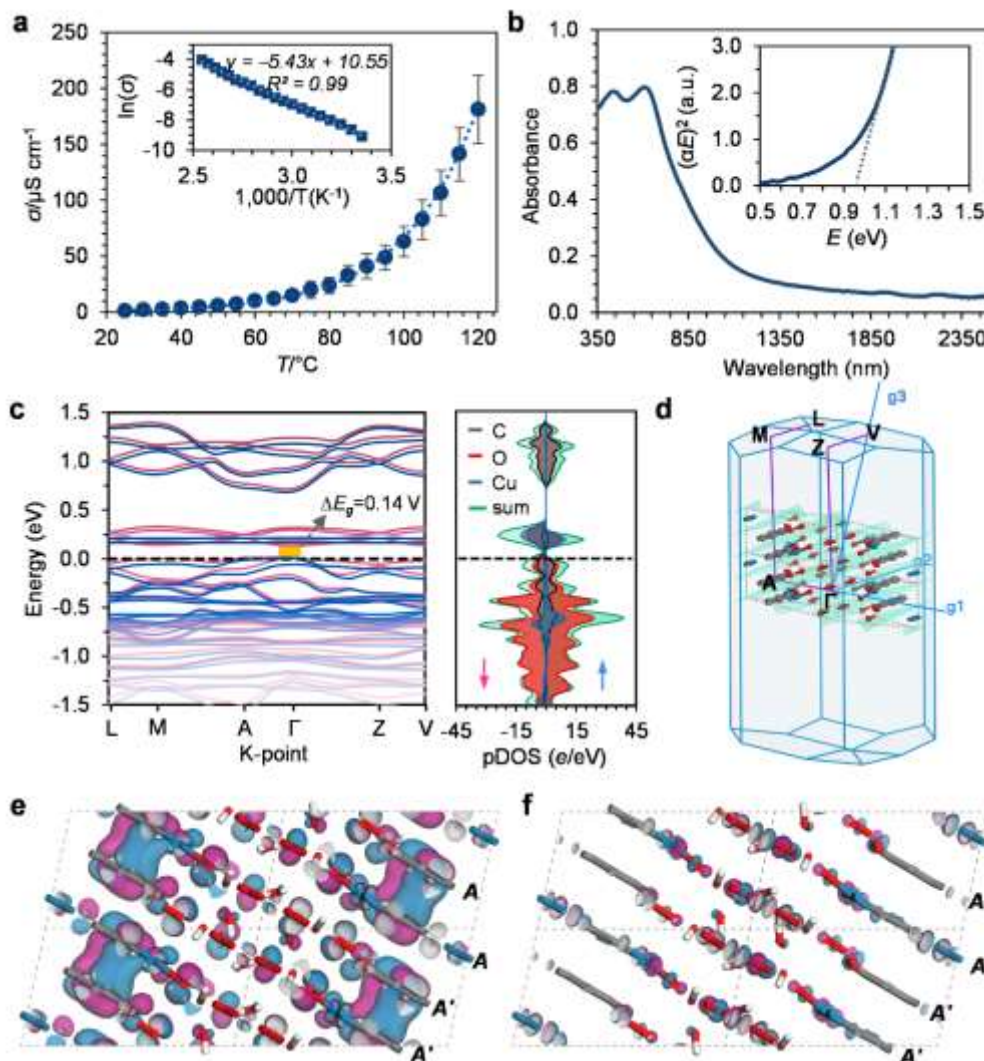 a
250
200
150
100
50
0
σ/μS cm⁻¹
20 40 60 80 100 120
T/°C
-4
-6
-8
-10
ln(σ)
y = –5.43x + 10.55
R² = 0.99
2.5 3.0 3.5
1,000/T(K⁻¹)
b
1.0
0.8
0.6
0.4
0.2
0.0
Absorbance
350 850 1350 1850 2350
Wavelength (nm)
3.0
2.0
1.0
0.0
(αE)² (a.u.)
0.5 0.7 0.9 1.1 1.3 1.5
E (eV)
c
1.5
1.0
0.5
0.0
-0.5
-1.0
-1.5
Energy (eV)
ΔEg=0.14 V
L M A Γ Z V
K-point
C
O
Cu
sum
-45 -15 15 45
pDOS (e/eV)
d
g3
L
M V
Z
g2
A
Γ g1
e
A
A
A'
A'
f
A
A
A'
A'